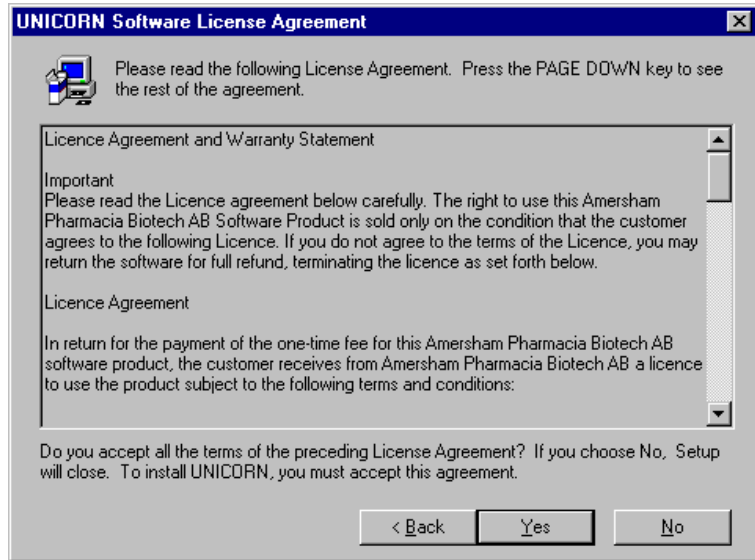 UNICORN Software License Agreement
Please read the following License Agreement. Press the PAGE DOWN key to see
the rest of the agreement.
Licence Agreement and Warranty Statement
Important
Please read the Licence agreement below carefully. The right to use this Amersham
Pharmacia Biotech AB Software Product is sold only on the condition that the customer
agrees to the following Licence. If you do not agree to the terms of the Licence, you may
return the software for full refund, terminating the licence as set forth below.
Licence Agreement
In return for the payment of the one-time fee for this Amersham Pharmacia Biotech AB
software product, the customer receives from Amersham Pharmacia Biotech AB a licence
to use the product subject to the following terms and conditions:
Do you accept all the terms of the preceding License Agreement? If you choose No, Setup
will close. To install UNICORN, you must accept this agreement.
< Back
Yes
No